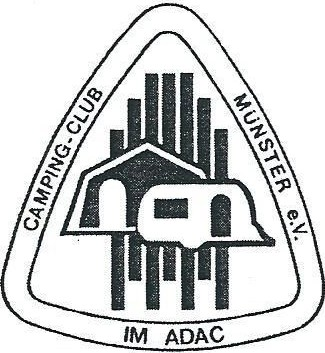 CAMPING-CLUB
MÜNSTER e.V.
IM ADAC